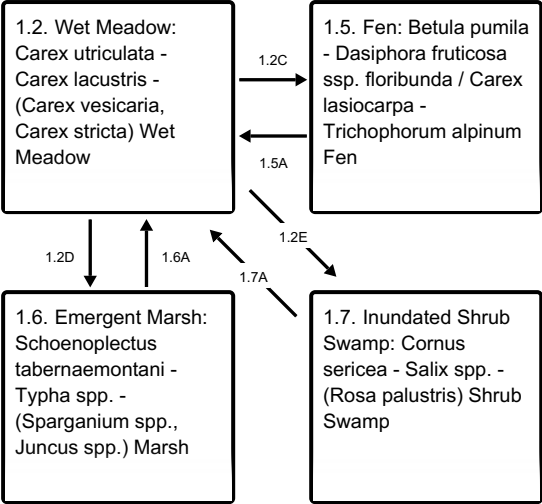 1.2. Wet Meadow:
Carex utriculata -
Carex lacustris -
(Carex vesicaria,
Carex stricta) Wet
Meadow
1.2C
1.5A
1.5. Fen: Betula pumila
- Dasiphora fruticosa
ssp. floribunda / Carex
lasiocarpa -
Trichophorum alpinum
Fen
1.2D
1.6A
1.2E
1.7A
1.6. Emergent Marsh:
Schoenoplectus
tabernaemontani -
Typha spp. -
(Sparganium spp.,
Juncus spp.) Marsh
1.7. Inundated Shrub
Swamp: Cornus
sericea - Salix spp. -
(Rosa palustris) Shrub
Swamp